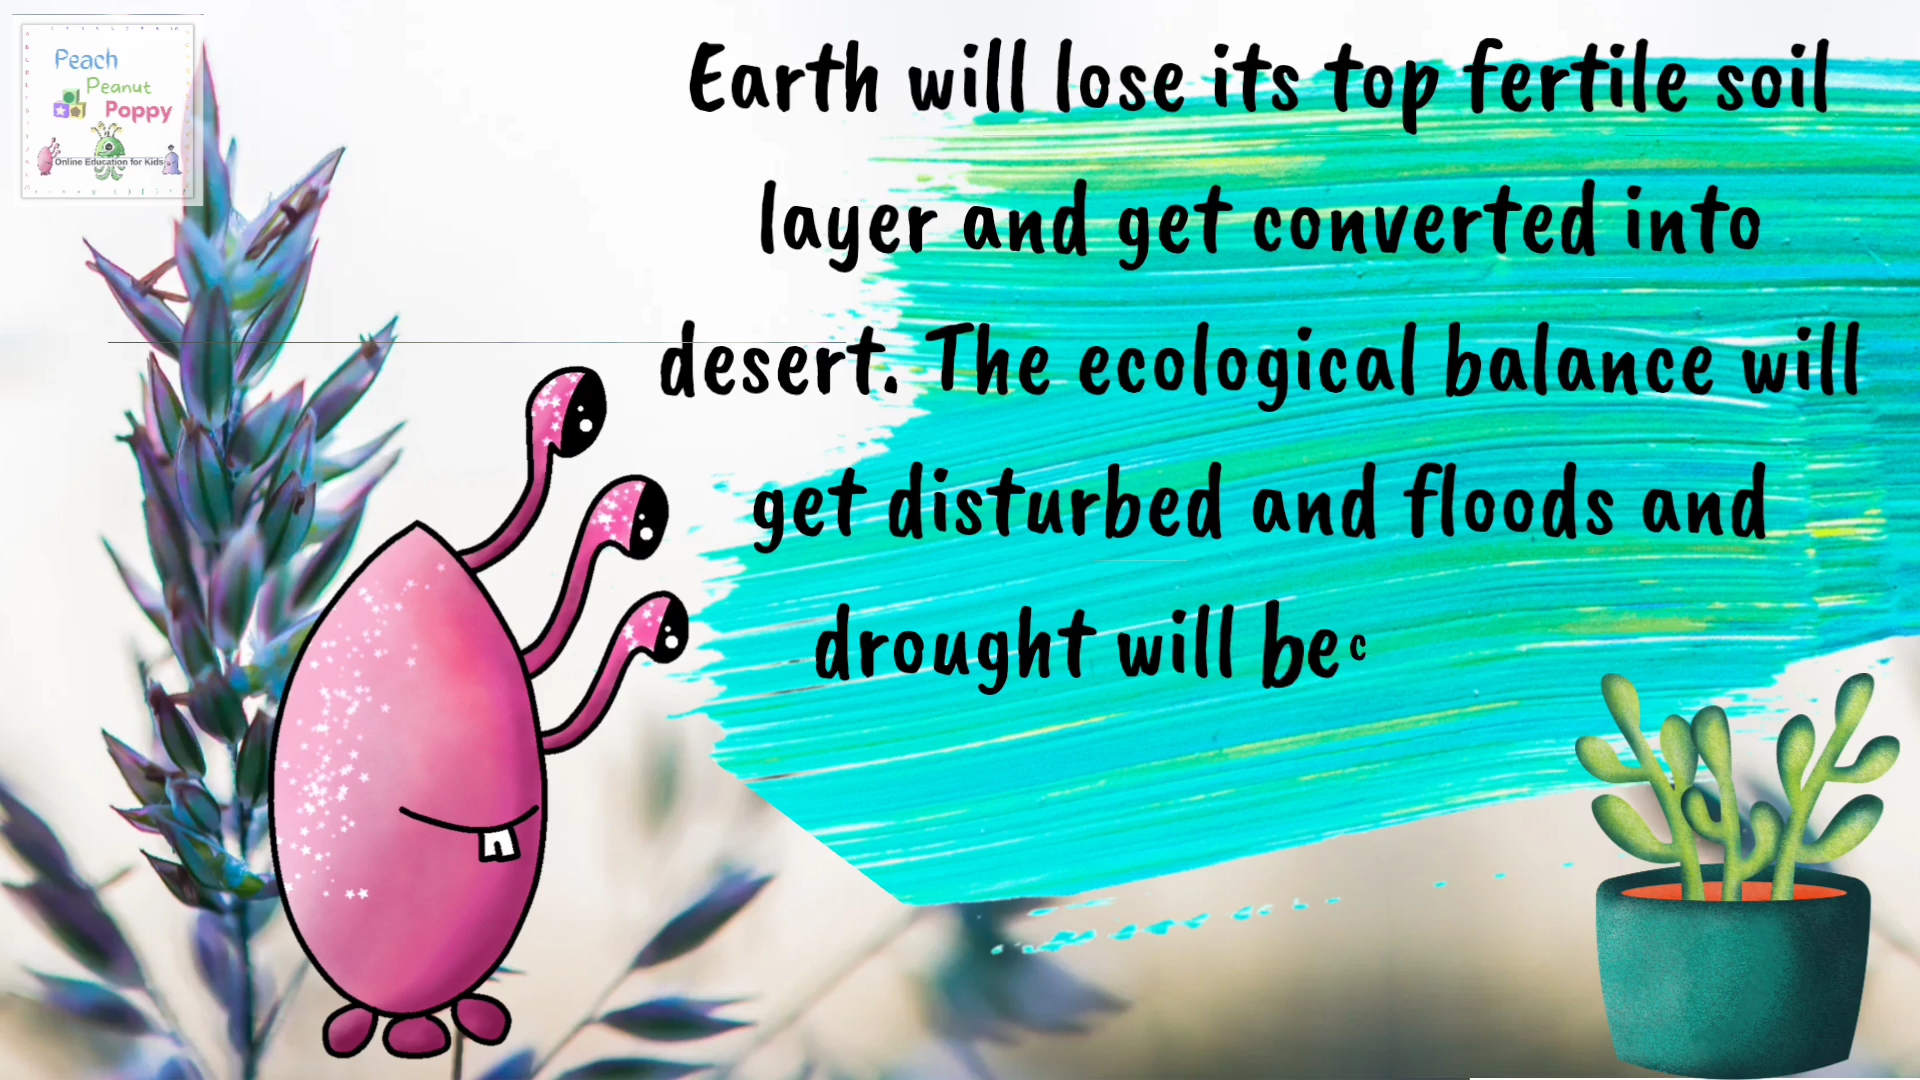 Peach
Peanut
Poppy
Online Education for Kids
Earth will lose its top fertile soil
layer and get converted into
desert. The ecological balance will
get disturbed and floods and
drought will bec